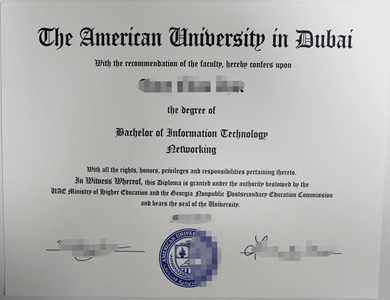 The American University in Dubai
With the recommendation of the faculty, hereby confers upon
the degree of
Bachelor of Information Technology
Networking
With all the rights, honors, privileges and responsibilities pertaining thereto.
In Witness Whereof, this Diploma is granted under the authority bestowed by the
UAE Ministry of Higher Education and the Georgia Nonpublic Postsecondary Education Commission
and bears the seal of the University.
AMERICAN UNIVER